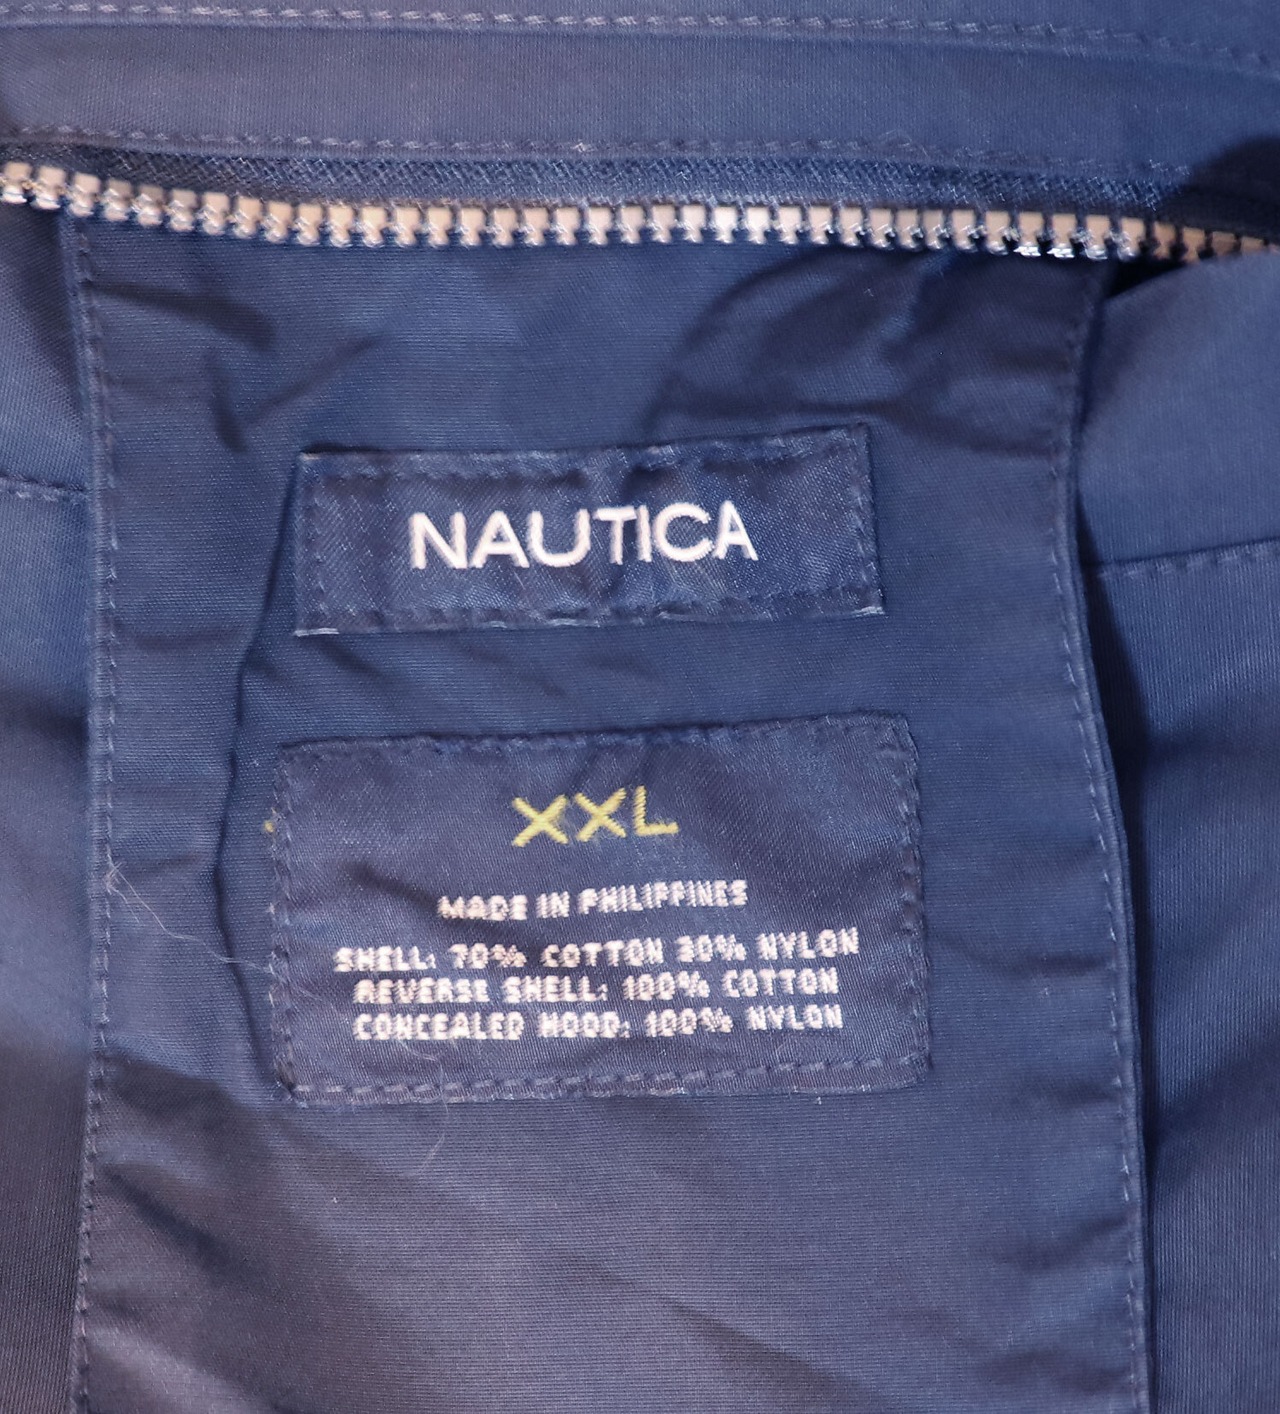 NAUTICA
XXL
MADE IN PHILIPPINES
SHELL: 70% COTTON 30% NYLON
REVERSE SHELL: 100% COTTON
CONCEALED HOOD: 100% NYLON